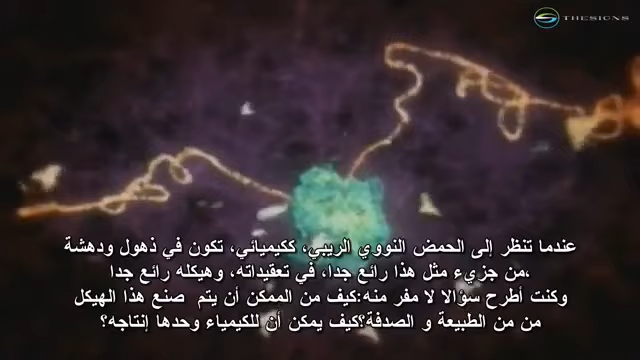 THESIGNS
عندما تنظر إلى الحمض النووي الريبي، ككيميائي، تكون في ذهول ودهشة
من جزيء مثل هذا رائع جدا، في تعقيداته، وهيكله رائع جدا،
وكنت أطرح سؤالا لا مفر منه:كيف من الممكن أن يتم صنع هذا الهيكل
من من الطبيعة و الصدفة؟كيف يمكن أن للكيمياء وحدها إنتاجه؟